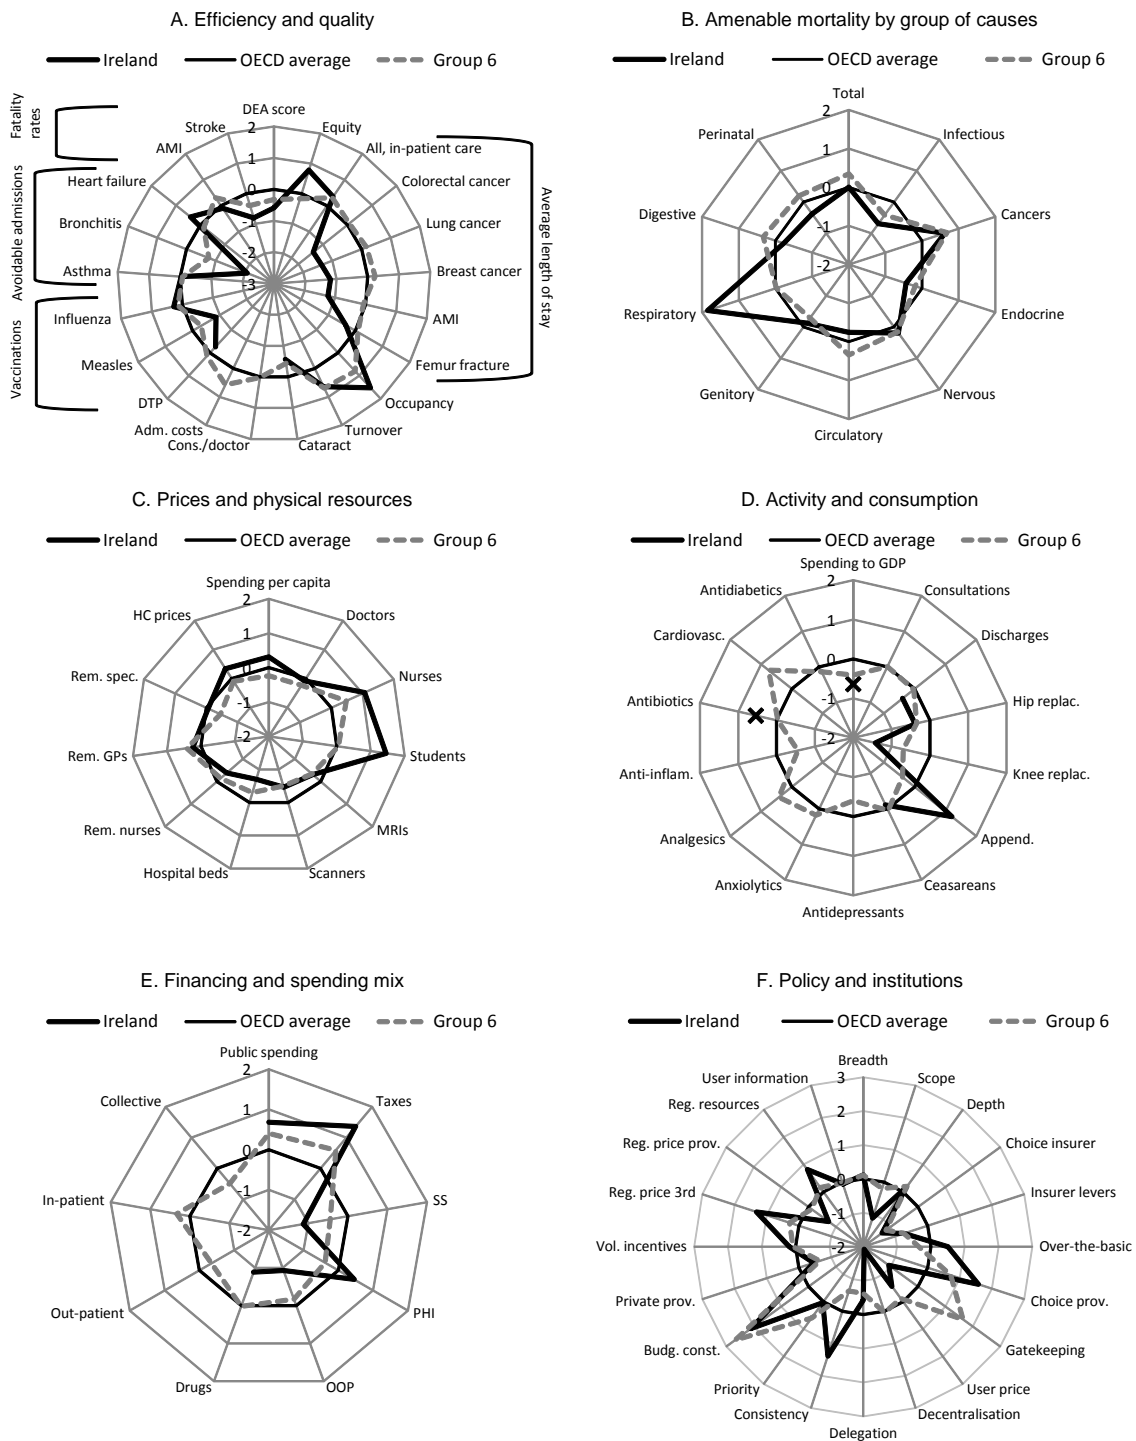 A. Efficiency and quality
Ireland OECD average Group 6
Fatality rates
Avoidable admissions
Vaccinations
Average length of stay
DEA score
Equity
All, in-patient care
Colorectal cancer
Lung cancer
Breast cancer
AMI
Femur fracture
Occupancy
Turnover
Cataract
Cons./doctor
Adm. costs
DTP
Measles
Influenza
Asthma
Bronchitis
Heart failure
AMI
Stroke
2
1
0
-1
-2
-3
B. Amenable mortality by group of causes
Ireland OECD average Group 6
Total
Infectious
Cancers
Endocrine
Nervous
Circulatory
Genitory
Respiratory
Digestive
Perinatal
2
1
0
-1
-2
C. Prices and physical resources
Ireland OECD average Group 6
Spending per capita
Doctors
Nurses
Students
MRIs
Scanners
Hospital beds
Rem. nurses
Rem. GPs
Rem. spec.
HC prices
2
1
0
-1
-2
D. Activity and consumption
Ireland OECD average Group 6
Spending to GDP
Consultations
Discharges
Hip replac.
Knee replac.
Append.
Ceasareans
Antidepressants
Anxiolytics
Analgesics
Anti-inflam.
Antibiotics
Cardiovasc.
Antidiabetics
2
1
0
-1
-2
E. Financing and spending mix
Ireland OECD average Group 6
Public spending
Taxes
SS
PHI
OOP
Drugs
Out-patient
In-patient
Collective
2
1
0
-1
-2
F. Policy and institutions
Ireland OECD average Group 6
Breadth
Scope
Depth
Choice insurer
Insurer levers
Over-the-basic
Choice prov.
Gatekeeping
User price
Decentralisation
Delegation
Consistency
Priority
Budg. const.
Private prov.
Vol. incentives
Reg. price 3rd
Reg. price prov.
Reg. resources
User information
3
2
1
0
-1
-2